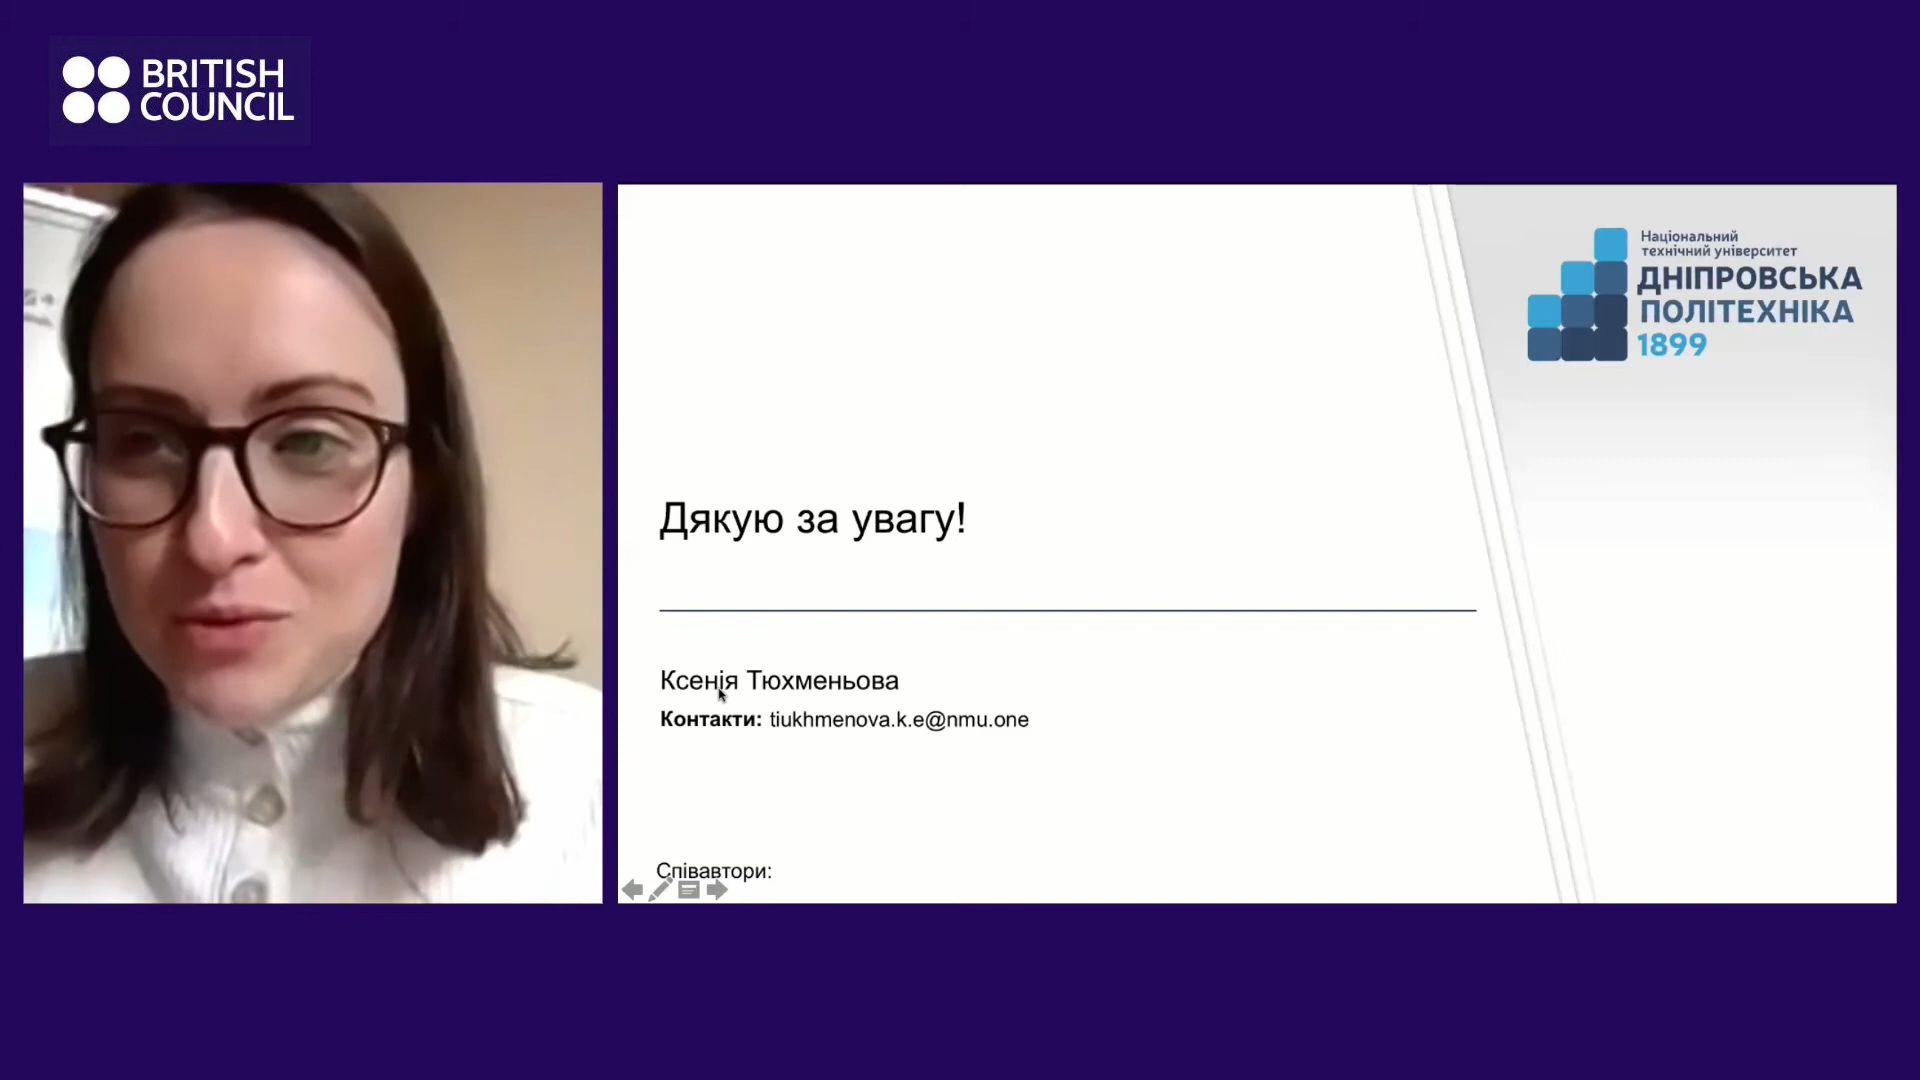 BRITISH
COUNCIL
Національний
технічний університет
ДНІПРОВСЬКА
ПОЛІТЕХНІКА
1899
Дякую за увагу!
Ксенія Тюхменьова
Контакти: tiukhmenova.k.e@nmu.one
Співавтори: